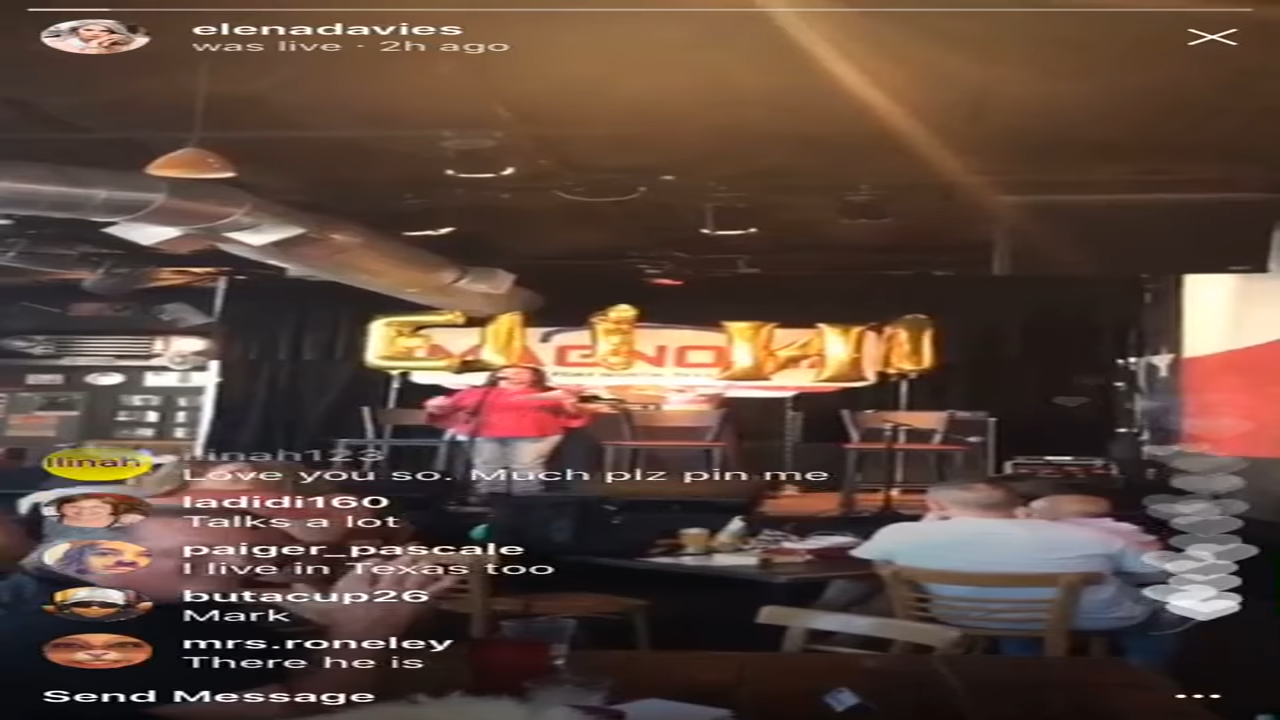 elenadavies
was live · 2h ago
MAGNO
llinah
llinah123
Love you so. Much plz pin me
ladidi160
Talks a lot
paiger_pascale
I live in Texas too
butacup26
Mark
mrs.roneley
There he is
Send Message